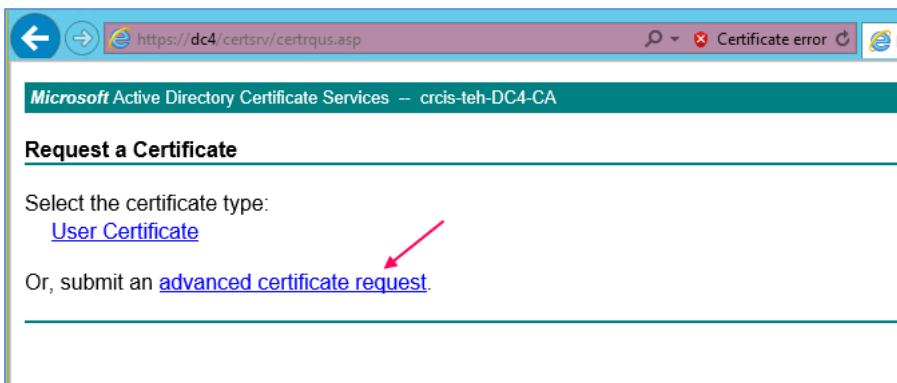 https://dc4/certsrv/certrqus.asp Certificate error
Microsoft Active Directory Certificate Services -- crcis-teh-DC4-CA
Request a Certificate
Select the certificate type:
User Certificate
Or, submit an advanced certificate request.